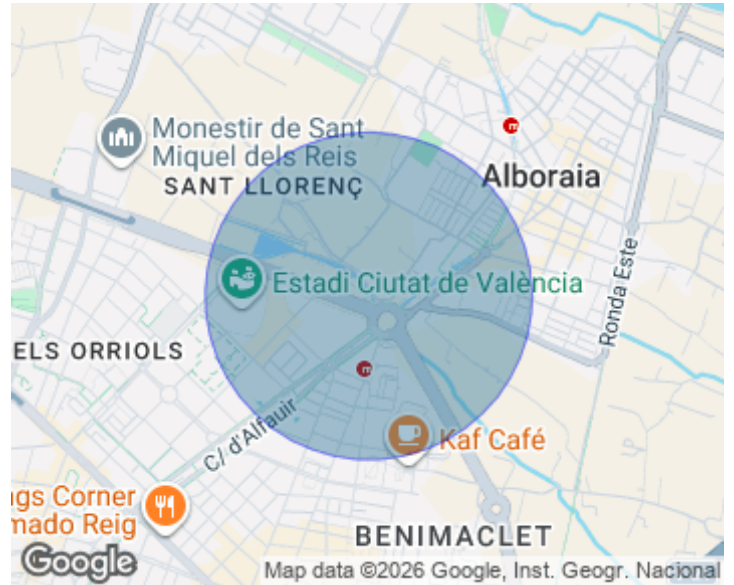 Monestir de Sant
Miquel dels Reis
SANT LLORENÇ
Alboraia
Estadi Ciutat de València
Ronda Este
ELS ORRIOLS
C/ d'Alfauir
Kaf Café
ngs Corner
mado Reig
BENIMACLET
Google
Map data ©2026 Google, Inst. Geogr. Nacional